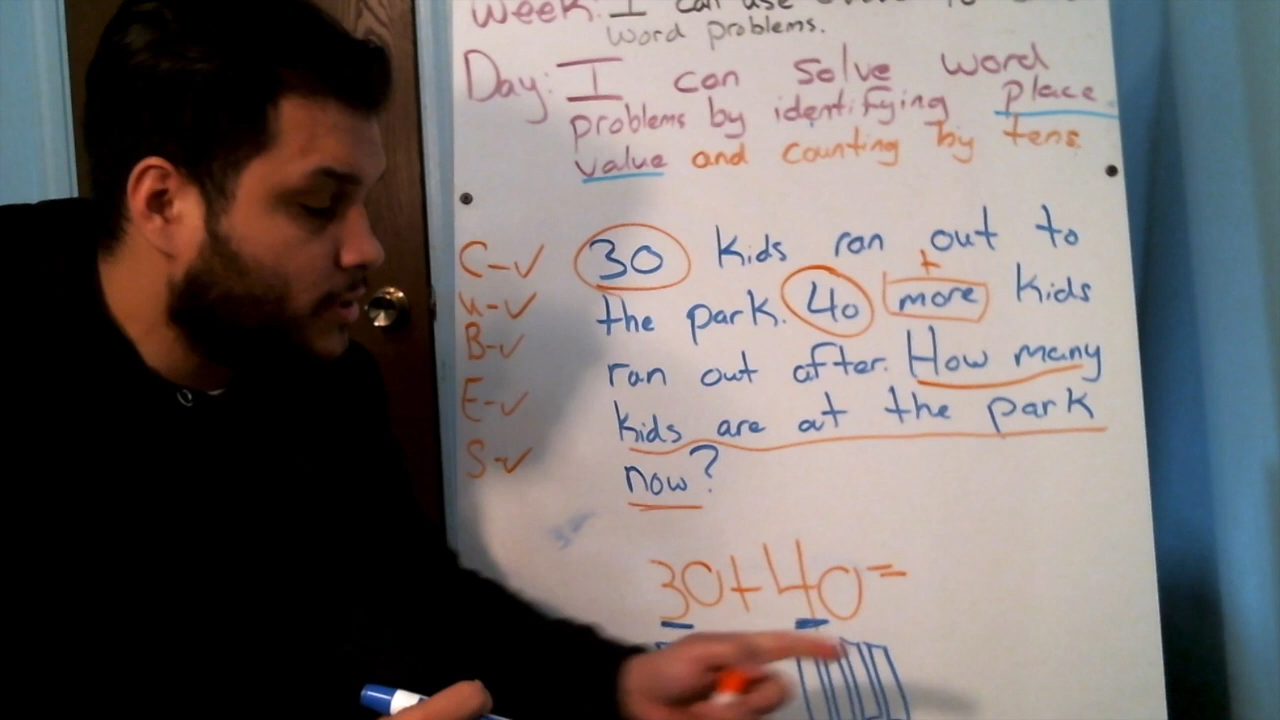 Week: I can use
word problems.
Day: I can solve word
problems by identifying place
value and counting by tens
C-✓ 30 kids ran out to
+
U-✓ the park. 40 more kids
B-✓ ran out after. How many
E-✓ kids are at the park
S-✓ now?
30+40=